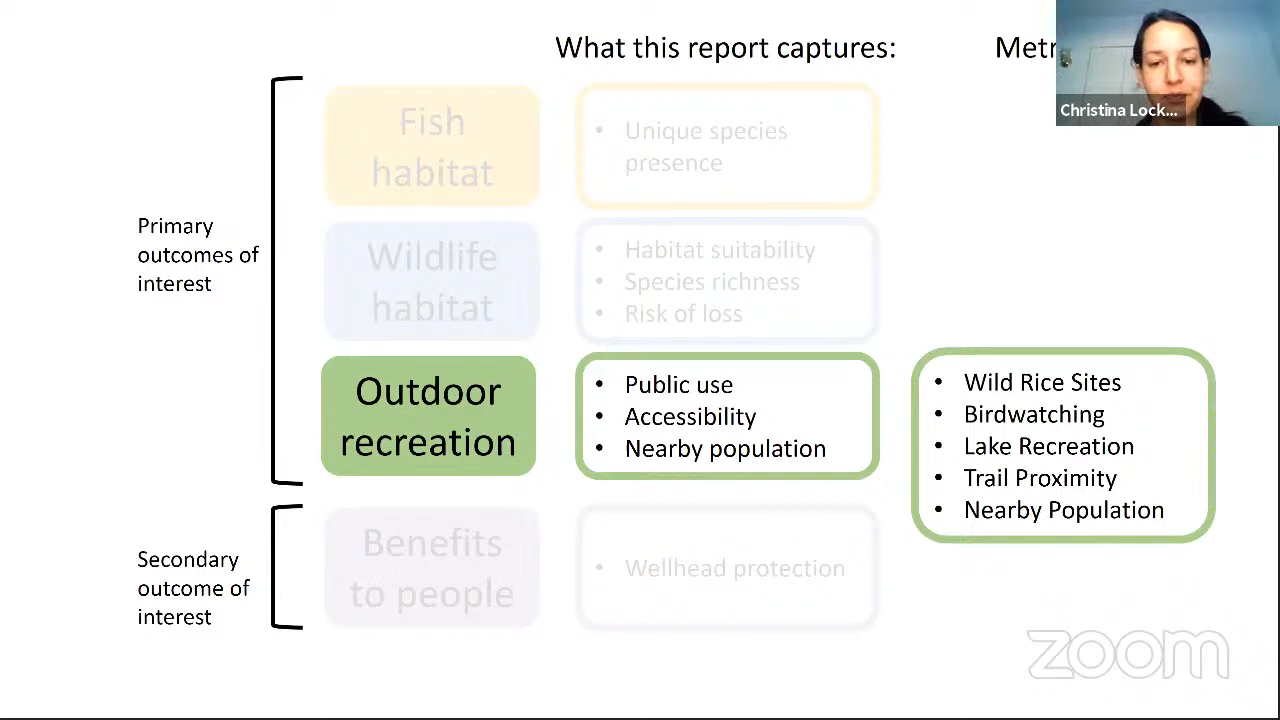 What this report captures:
Metr
Christina Lock...
Primary
outcomes of
interest
Fish
habitat
• Unique species
presence
Wildlife
habitat
• Habitat suitability
• Species richness
• Risk of loss
Outdoor
recreation
• Public use
• Accessibility
• Nearby population
• Wild Rice Sites
• Birdwatching
• Lake Recreation
• Trail Proximity
• Nearby Population
Secondary
outcome of
interest
Benefits
to people
• Wellhead protection
zoom